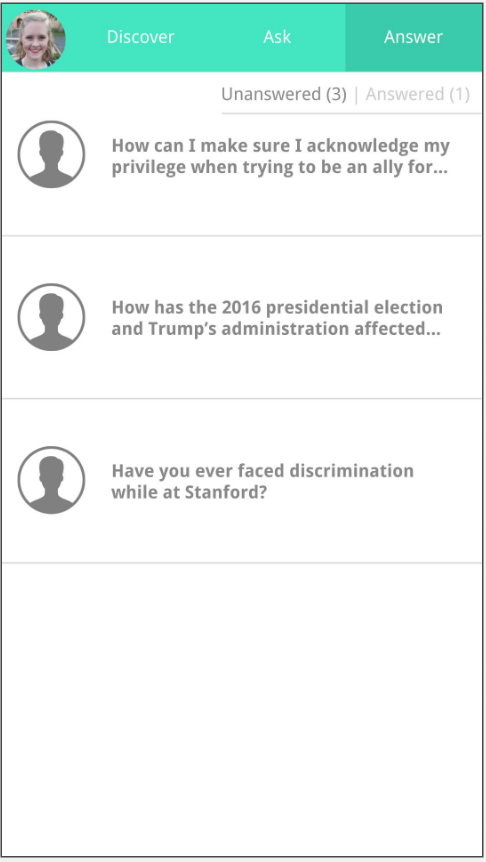 Discover Ask Answer
Unanswered (3) | Answered (1)
How can I make sure I acknowledge my
privilege when trying to be an ally for...
How has the 2016 presidential election
and Trump’s administration affected...
Have you ever faced discrimination
while at Stanford?